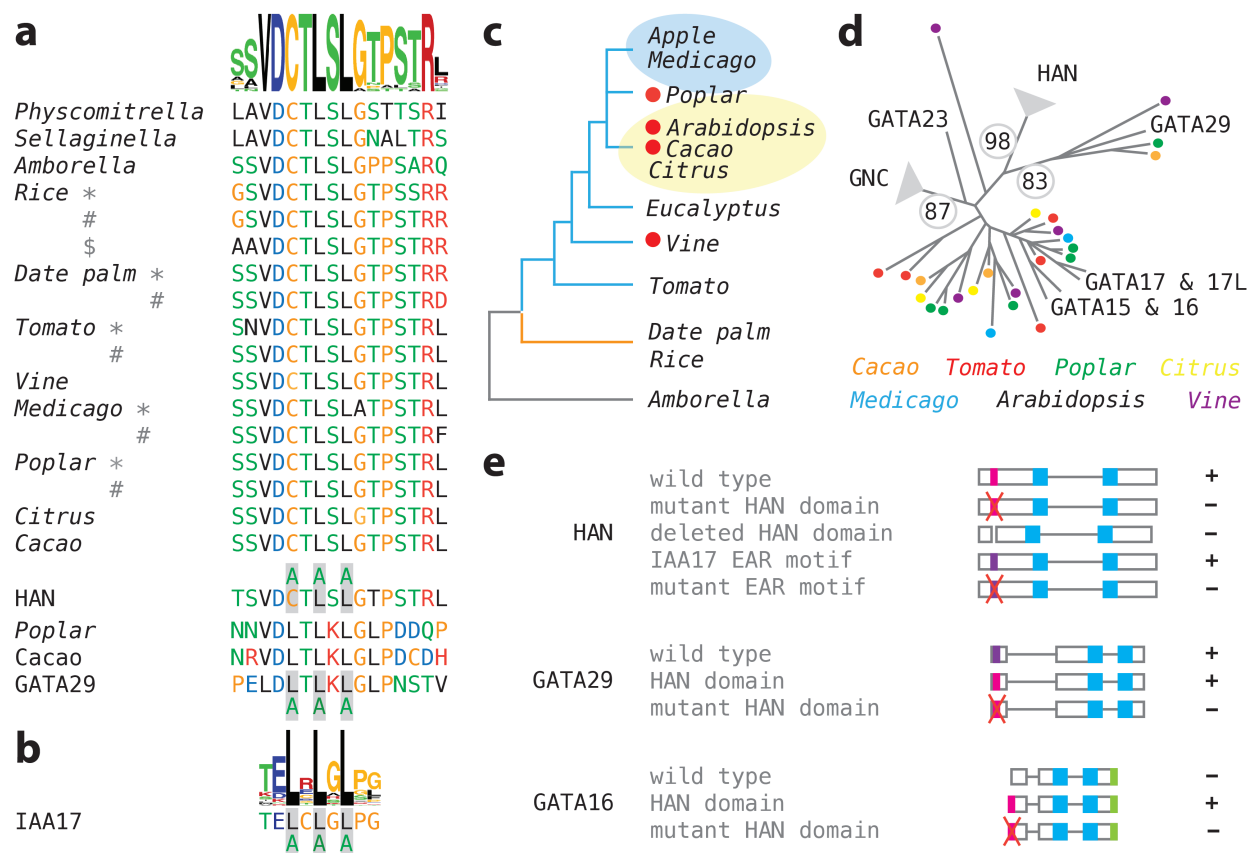 a
SSVDCTLSLGTPSTRL
Physcomitrella LAVDCTLSLGSTTSRI
Sellaginella LAVDCTLSLGNALTRS
Amborella SSVDCTLSLGPPSARQ
Rice * GSVDCTLSLGTPSSRR
# GSVDCTLSLGTPSTRR
$ AAVDCTLSLGTPSTRR
Date palm * SSVDCTLSLGTPSTRR
# SSVDCTLSLGTPSTRD
Tomato * SNVDCTLSLGTPSTRL
# SSVDCTLSLGTPSTRL
Vine SSVDCTLSLGTPSTRL
Medicago * SSVDCTLSLATPSTRL
# SSVDCTLSLGTPSTRF
Poplar * SSVDCTLSLGTPSTRL
# SSVDCTLSLGTPSTRL
Citrus SSVDCTLSLGTPSTRL
Cacao SSVDCTLSLGTPSTRL
A A A
HAN TSVDCTLSLGTPSTRL
Poplar NNVDLTLKLGLPDDQP
Cacao NRVDLTLKLGLPDCDH
GATA29 PELDLTLKLGLPNSTV
A A A
b
TELRLGLPG
IAA17 TELCLGLPG
A A A
c
Apple
Medicago
Poplar
Arabidopsis
Cacao
Citrus
Eucalyptus
Vine
Tomato
Date palm
Rice
Amborella
d
HAN
GATA23
98
GATA29
GNC
83
87
GATA17 & 17L
GATA15 & 16
Cacao Tomato Poplar Citrus
Medicago Arabidopsis Vine
e
HAN
wild type +
mutant HAN domain −
deleted HAN domain −
IAA17 EAR motif +
mutant EAR motif −
GATA29
wild type +
HAN domain +
mutant HAN domain −
GATA16
wild type −
HAN domain +
mutant HAN domain −